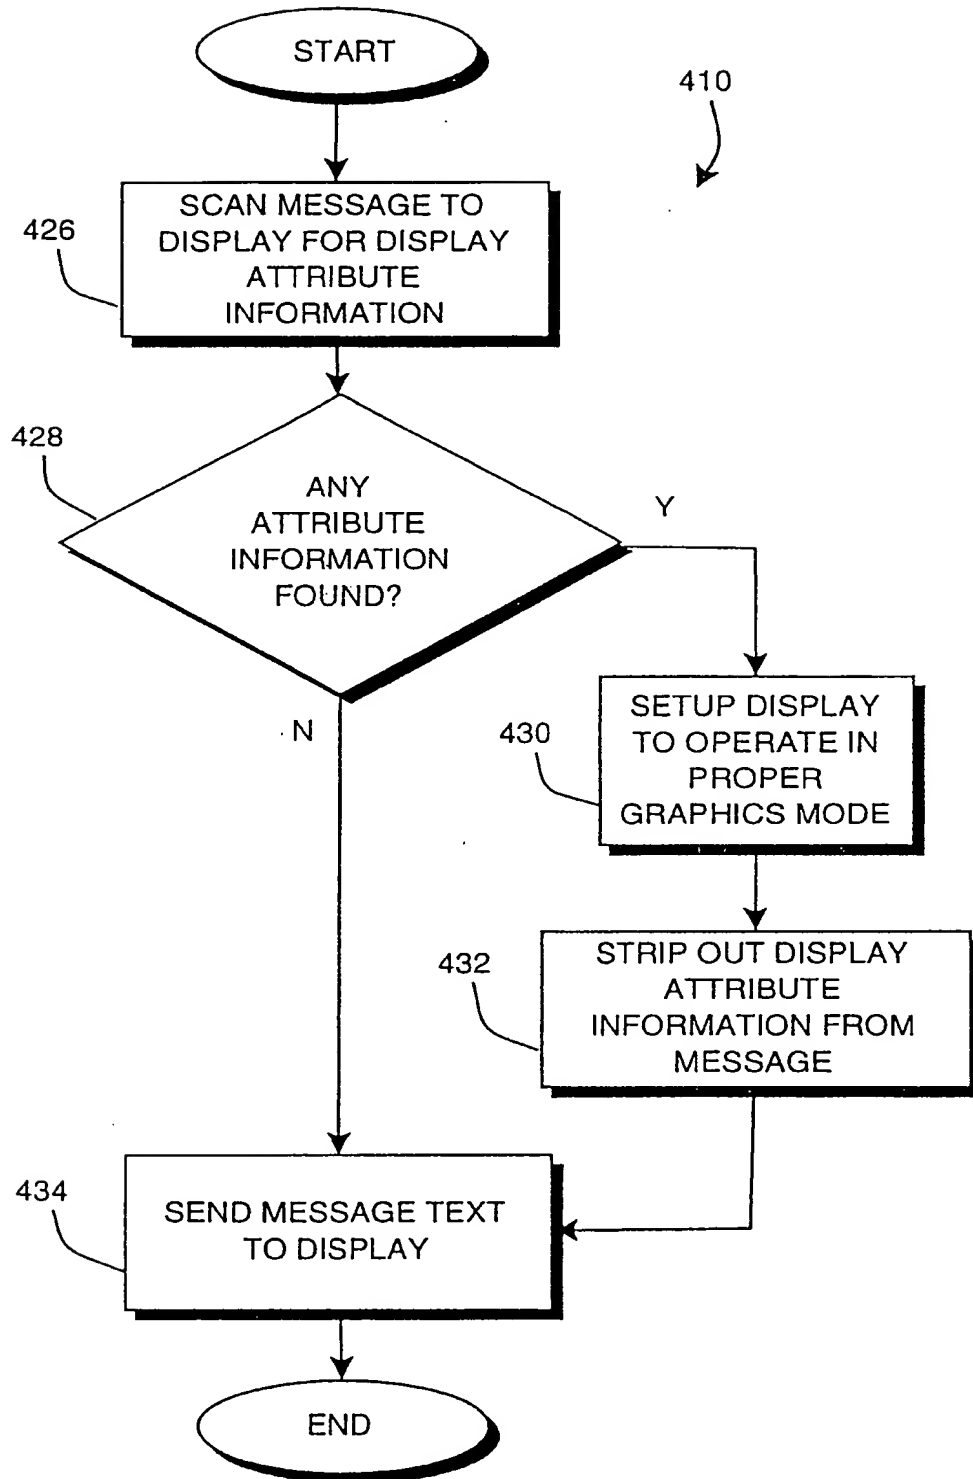 START
410
426
SCAN MESSAGE TO
DISPLAY FOR DISPLAY
ATTRIBUTE
INFORMATION
428
ANY
ATTRIBUTE
INFORMATION
FOUND?
Y
N
430
SETUP DISPLAY
TO OPERATE IN
PROPER
GRAPHICS MODE
432
STRIP OUT DISPLAY
ATTRIBUTE
INFORMATION FROM
MESSAGE
434
SEND MESSAGE TEXT
TO DISPLAY
END